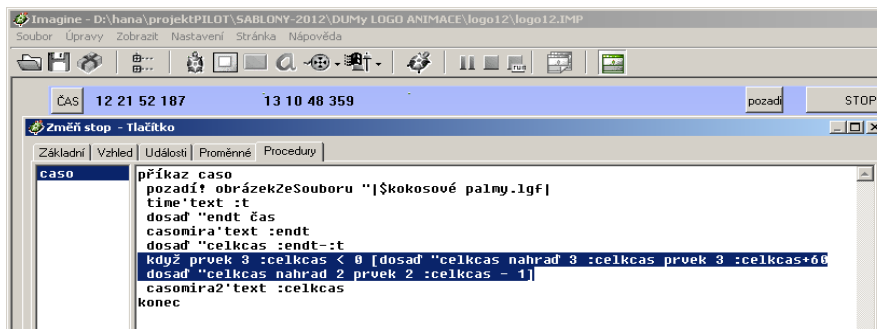 Imagine - D:\hana\projektPILOT\SABLONY-2012\DUMy LOGO ANIMACE\logo12\logo12.IMP
Soubor Úpravy Zobrazit Nastavení Stránka Nápověda
ČAS 12 21 52 187 13 10 48 359 pozadi STOP
Změň stop - Tlačítko
Základní Vzhled Události Proměnné Procedury
caso
příkaz caso
pozadí! obrázekZeSouboru "|$kokosové palmy.lgf|
time'text :t
dosaď "endt čas
casomira'text :endt
dosaď "celkcas :endt-:t
když prvek 3 :celkcas < 0 [dosaď "celkcas nahraď 3 :celkcas prvek 3 :celkcas+60
dosaď "celkcas nahrad 2 prvek 2 :celkcas - 1]
casomira2'text :celkcas
konec